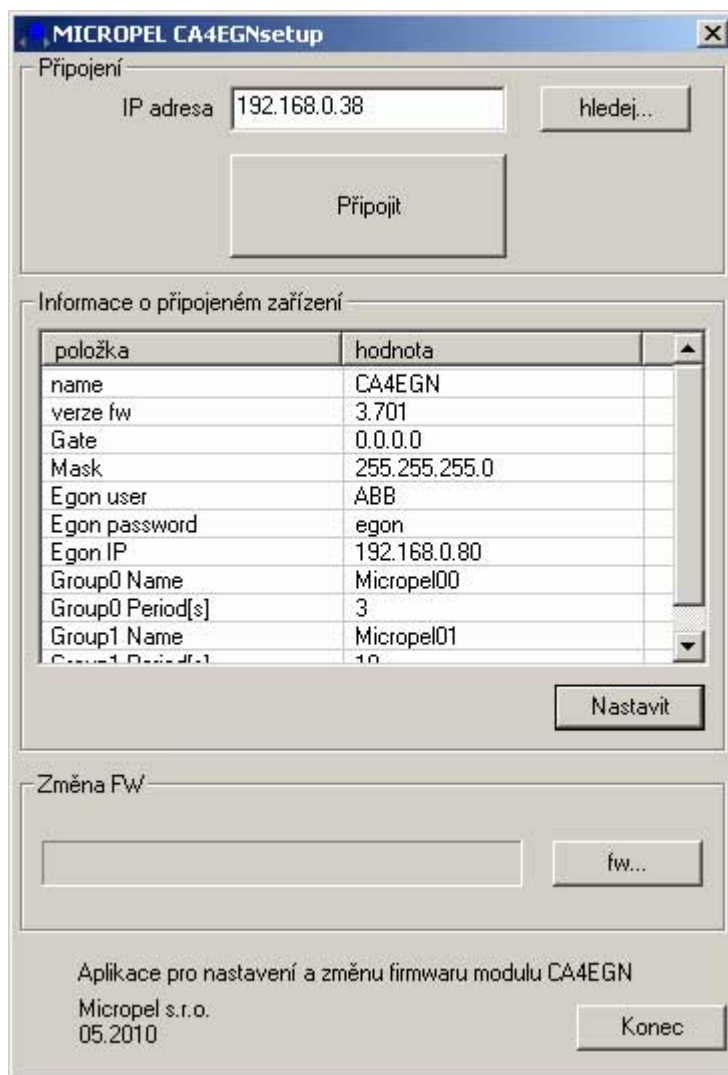 MICROPEL CA4EGNsetup
Připojení
IP adresa 192.168.0.38 hledej...
Připojit
Informace o připojeném zařízení
položka hodnota
name CA4EGN
verze fw 3.701
Gate 0.0.0.0
Mask 255.255.255.0
Egon user ABB
Egon password egon
Egon IP 192.168.0.80
Group0 Name Micropel00
Group0 Period[s] 3
Group1 Name Micropel01
Group1 Period[s] 10
Nastavit
Změna FW
fw...
Aplikace pro nastavení a změnu firmwaru modulu CA4EGN
Micropel s.r.o.
05.2010
Konec